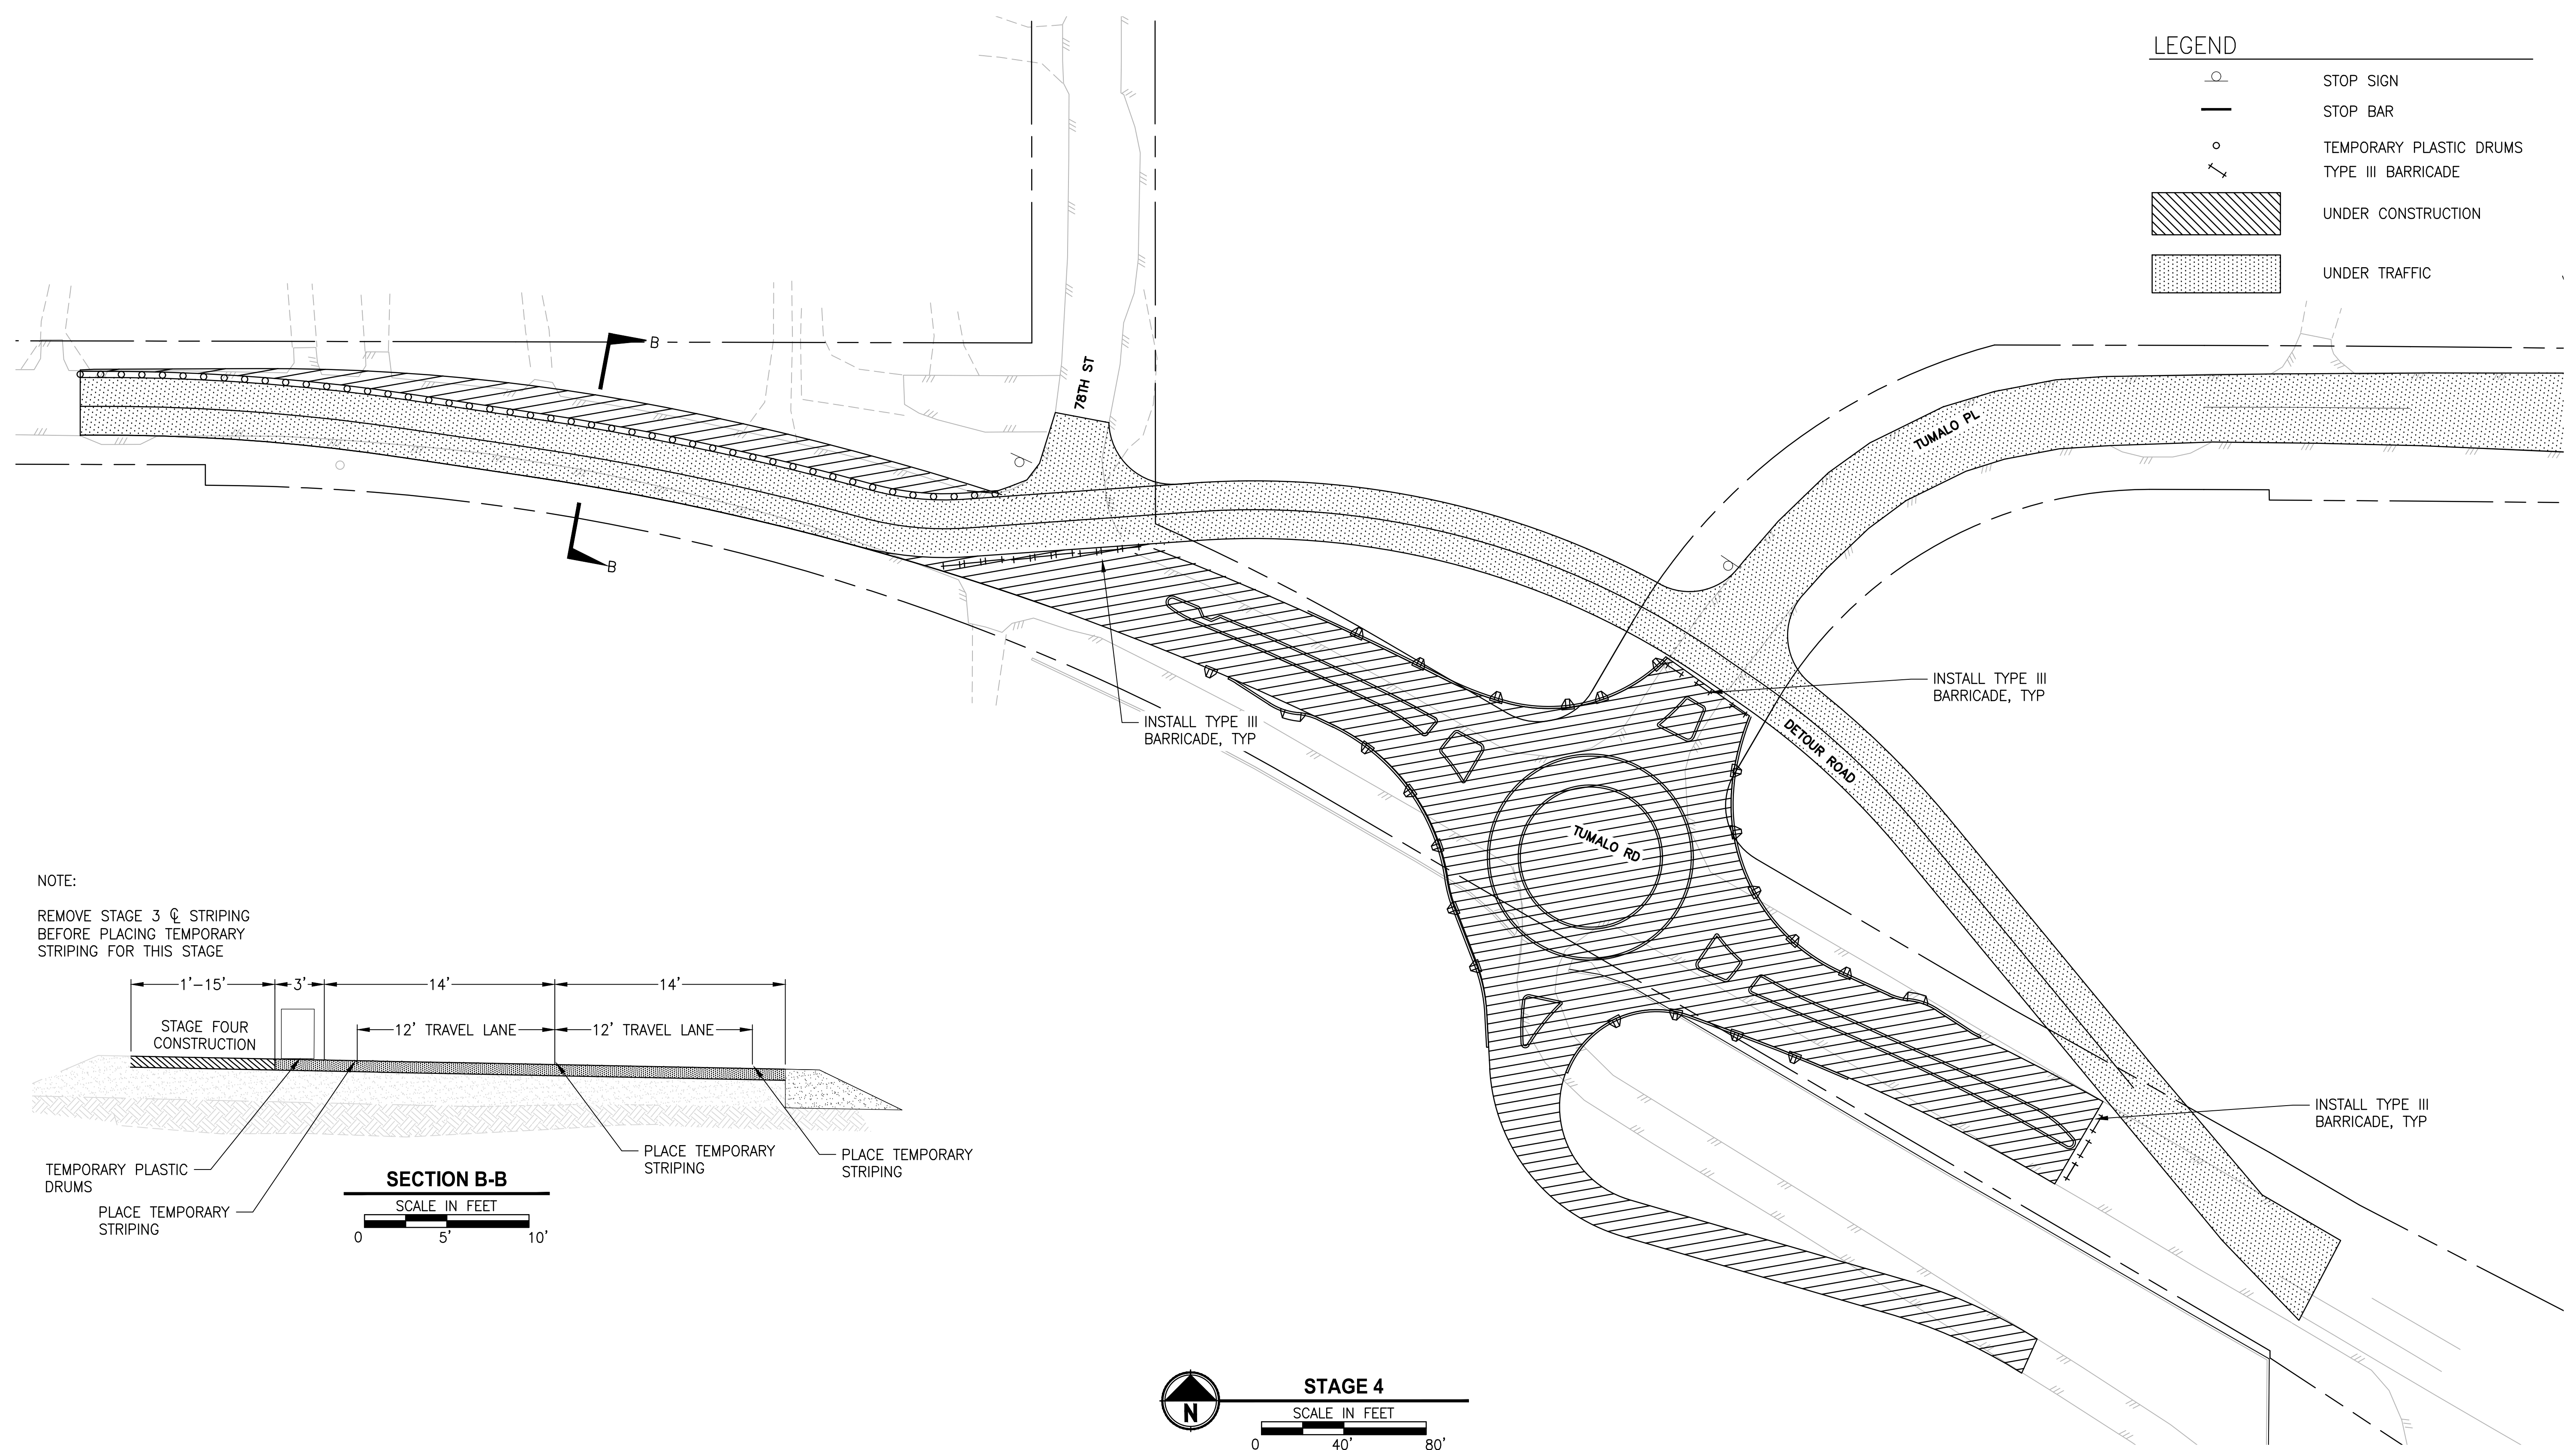 LEGEND
STOP SIGN
STOP BAR
TEMPORARY PLASTIC DRUMS
TYPE III BARRICADE
UNDER CONSTRUCTION
UNDER TRAFFIC
B
B
78TH ST
TUMALO PL
INSTALL TYPE III
BARRICADE, TYP
INSTALL TYPE III
BARRICADE, TYP
DETOUR ROAD
TUMALO RD
INSTALL TYPE III
BARRICADE, TYP
NOTE:
REMOVE STAGE 3 ℄ STRIPING
BEFORE PLACING TEMPORARY
STRIPING FOR THIS STAGE
1'-15' 3' 14' 14'
STAGE FOUR
CONSTRUCTION
12' TRAVEL LANE 12' TRAVEL LANE
TEMPORARY PLASTIC
DRUMS
PLACE TEMPORARY
STRIPING
PLACE TEMPORARY
STRIPING
PLACE TEMPORARY
STRIPING
SECTION B-B
SCALE IN FEET
0 5' 10'
STAGE 4
N
SCALE IN FEET
0 40' 80'